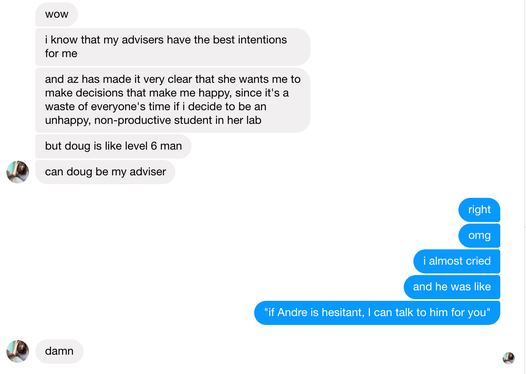 wow
i know that my advisers have the best intentions
for me
and az has made it very clear that she wants me to
make decisions that make me happy, since it's a
waste of everyone's time if i decide to be an
unhappy, non-productive student in her lab
but doug is like level 6 man
can doug be my adviser
right
omg
i almost cried
and he was like
"if Andre is hesitant, I can talk to him for you"
damn